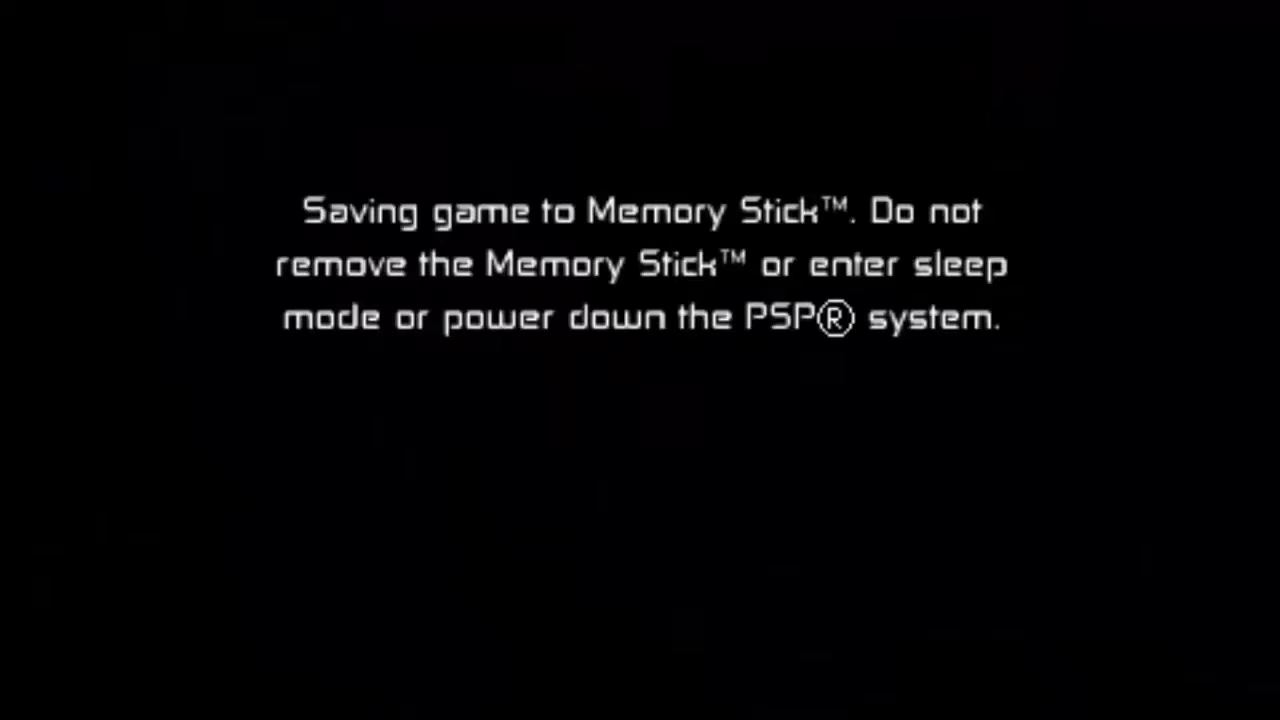 Saving game to Memory Stick™. Do not
remove the Memory Stick™ or enter sleep
mode or power down the PSP® system.